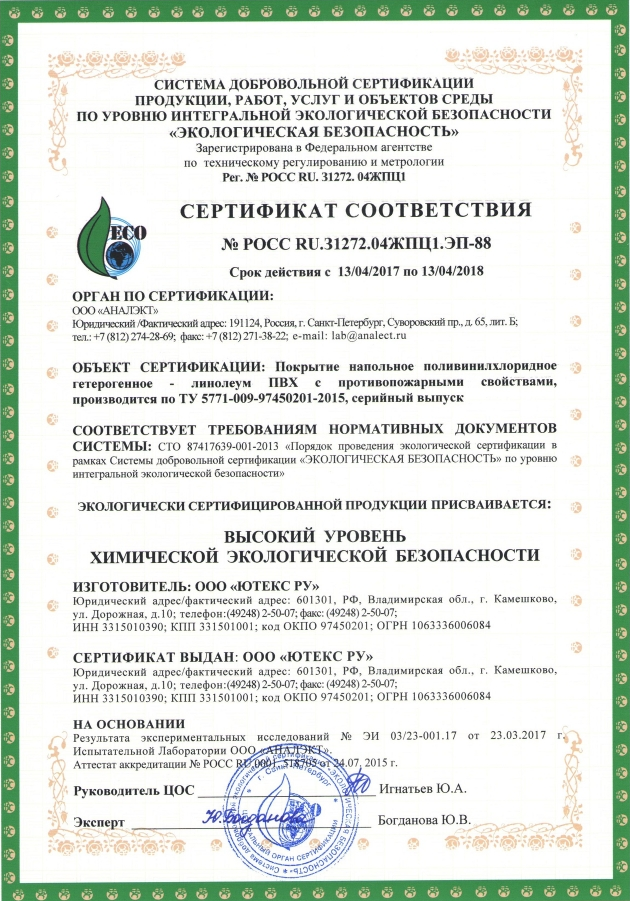 СИСТЕМА ДОБРОВОЛЬНОЙ СЕРТИФИКАЦИИ
ПРОДУКЦИИ, РАБОТ, УСЛУГ И ОБЪЕКТОВ СРЕДЫ
ПО УРОВНЮ ИНТЕГРАЛЬНОЙ ЭКОЛОГИЧЕСКОЙ БЕЗОПАСНОСТИ
«ЭКОЛОГИЧЕСКАЯ БЕЗОПАСНОСТЬ»
Зарегистрирована в Федеральном агентстве
по техническому регулированию и метрологии
Рег. № РОСС RU. З1272. 04ЖПЦ1
ECO
СЕРТИФИКАТ СООТВЕТСТВИЯ
№ РОСС RU.З1272.04ЖПЦ1.ЭП-88
Срок действия с 13/04/2017 по 13/04/2018
ОРГАН ПО СЕРТИФИКАЦИИ:
ООО «АНАЛЭКТ»
Юридический /Фактический адрес: 191124, Россия, г. Санкт-Петербург, Суворовский пр., д. 65, лит. Б;
тел.: +7 (812) 274-28-69; факс: +7 (812) 271-38-22; e-mail: lab@analect.ru
ОБЪЕКТ СЕРТИФИКАЦИИ: Покрытие напольное поливинилхлоридное
гетерогенное - линолеум ПВХ с противопожарными свойствами,
производится по ТУ 5771-009-97450201-2015, серийный выпуск
СООТВЕТСТВУЕТ ТРЕБОВАНИЯМ НОРМАТИВНЫХ ДОКУМЕНТОВ
СИСТЕМЫ: СТО 87417639-001-2013 «Порядок проведения экологической сертификации в
рамках Системы добровольной сертификации «ЭКОЛОГИЧЕСКАЯ БЕЗОПАСНОСТЬ» по уровню
интегральной экологической безопасности»
ЭКОЛОГИЧЕСКИ СЕРТИФИЦИРОВАННОЙ ПРОДУКЦИИ ПРИСВАИВАЕТСЯ:
ВЫСОКИЙ УРОВЕНЬ
ХИМИЧЕСКОЙ ЭКОЛОГИЧЕСКОЙ БЕЗОПАСНОСТИ
ИЗГОТОВИТЕЛЬ: ООО «ЮТЕКС РУ»
Юридический адрес/фактический адрес: 601301, РФ, Владимирская обл., г. Камешково,
ул. Дорожная, д.10; телефон:(49248) 2-50-07; факс: (49248) 2-50-07;
ИНН 3315010390; КПП 331501001; код ОКПО 97450201; ОГРН 1063336006084
СЕРТИФИКАТ ВЫДАН: ООО «ЮТЕКС РУ»
Юридический адрес/фактический адрес: 601301, РФ, Владимирская обл., г. Камешково,
ул. Дорожная, д.10; телефон:(49248) 2-50-07; факс: (49248) 2-50-07;
ИНН 3315010390; КПП 331501001; код ОКПО 97450201; ОГРН 1063336006084
НА ОСНОВАНИИ
Результата экспериментальных исследований № ЭИ 03/23-001.17 от 23.03.2017 г.
Испытательной Лаборатории ООО «АНАЛЭКТ».
Аттестат аккредитации № РОСС RU.0001. 518705 от 24.07. 2015 г.
Руководитель ЦОС Игнатьев Ю.А.
Эксперт Ю.Богданова Богданова Ю.В.
г. Санкт-Петербург
ЦЕНТРАЛЬНЫЙ ОРГАН СЕРТИФИКАЦИИ
«ЭКОЛОГИЧЕСКАЯ БЕЗОПАСНОСТЬ»